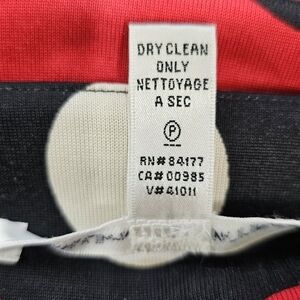 DRY CLEAN
ONLY
NETTOYAGE
A SEC
P
RN# 84177
CA# 00985
V# 41011